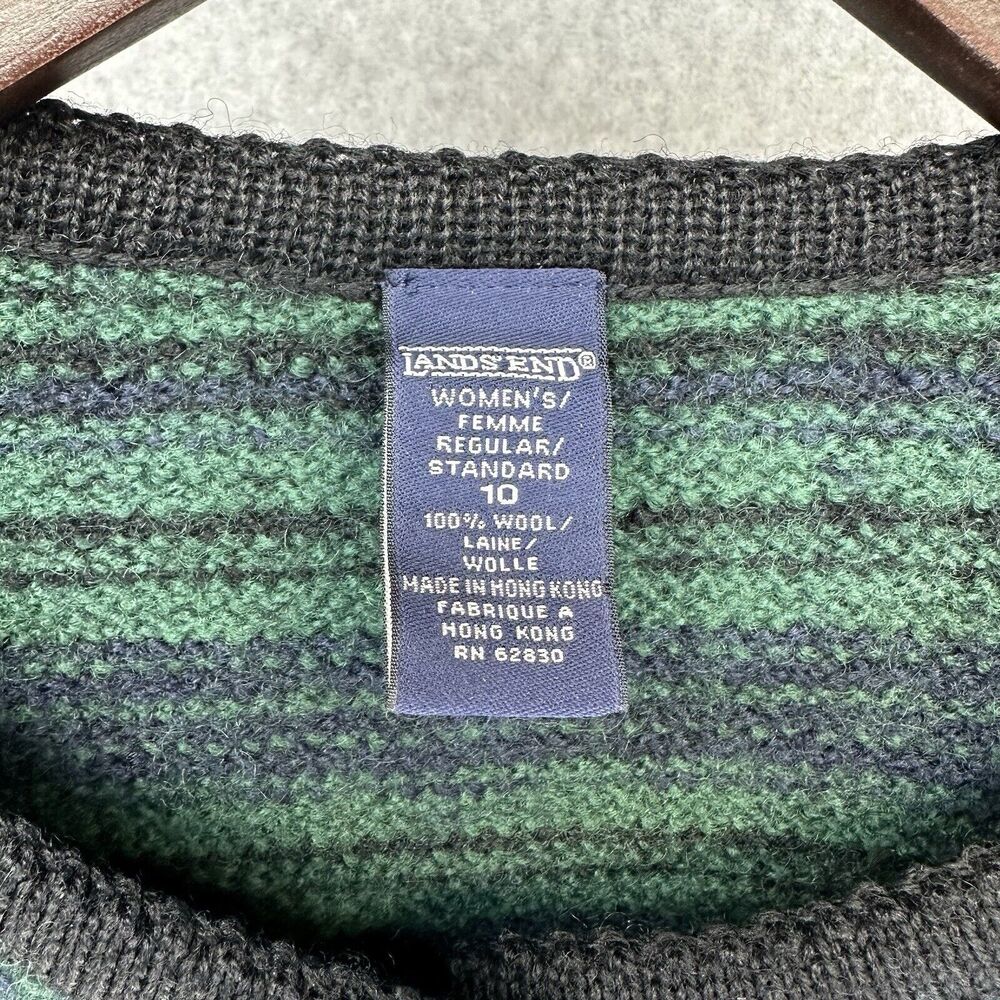 LANDS' END®
WOMEN'S/
FEMME
REGULAR/
STANDARD
10
100% WOOL/
LAINE/
WOLLE
MADE IN HONG KONG
FABRIQUE A
HONG KONG
RN 62830